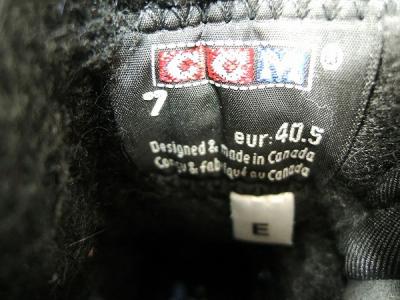 CCM ®
7
eur: 40.5
Designed & made in Canada
Conçu & fabriqué au Canada
E